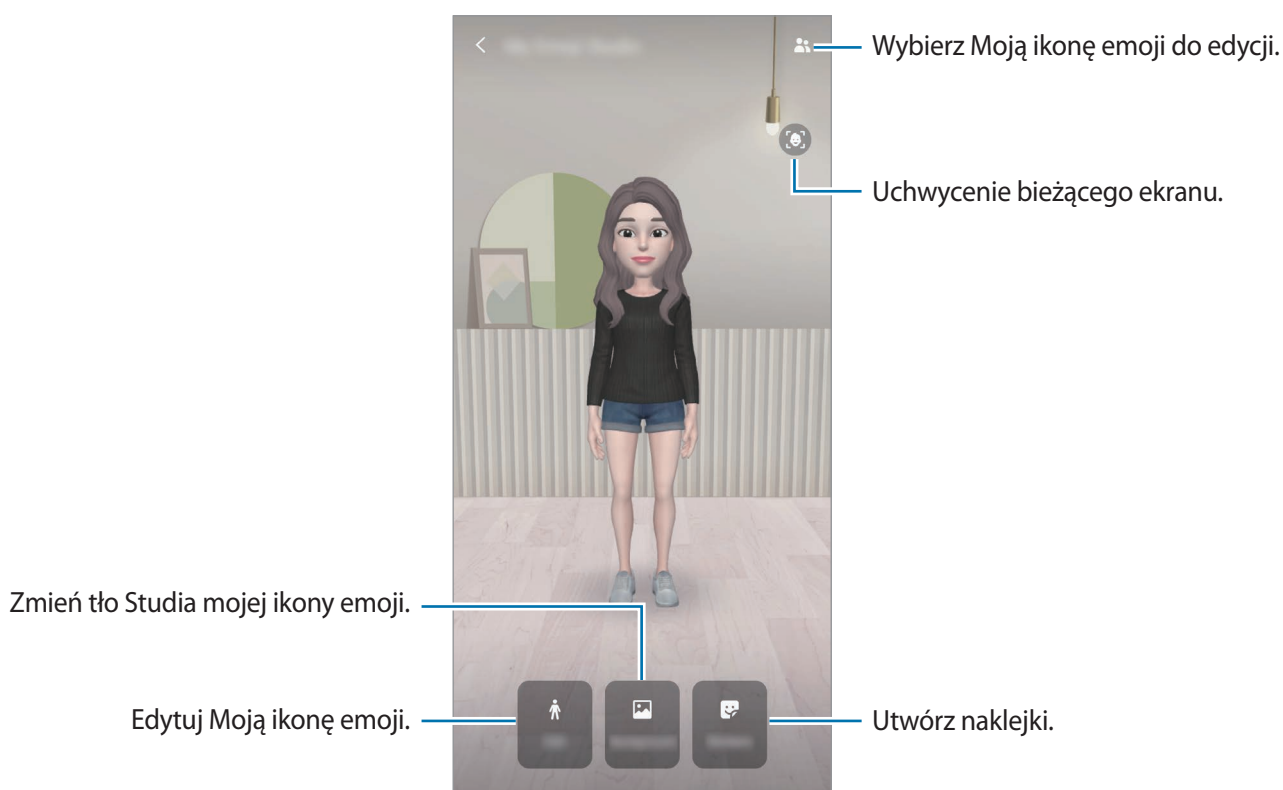 Wybierz Moją ikonę emoji do edycji.
Uchwycenie bieżącego ekranu.
Zmień tło Studia mojej ikony emoji.
Edytuj Moją ikonę emoji.
Utwórz naklejki.